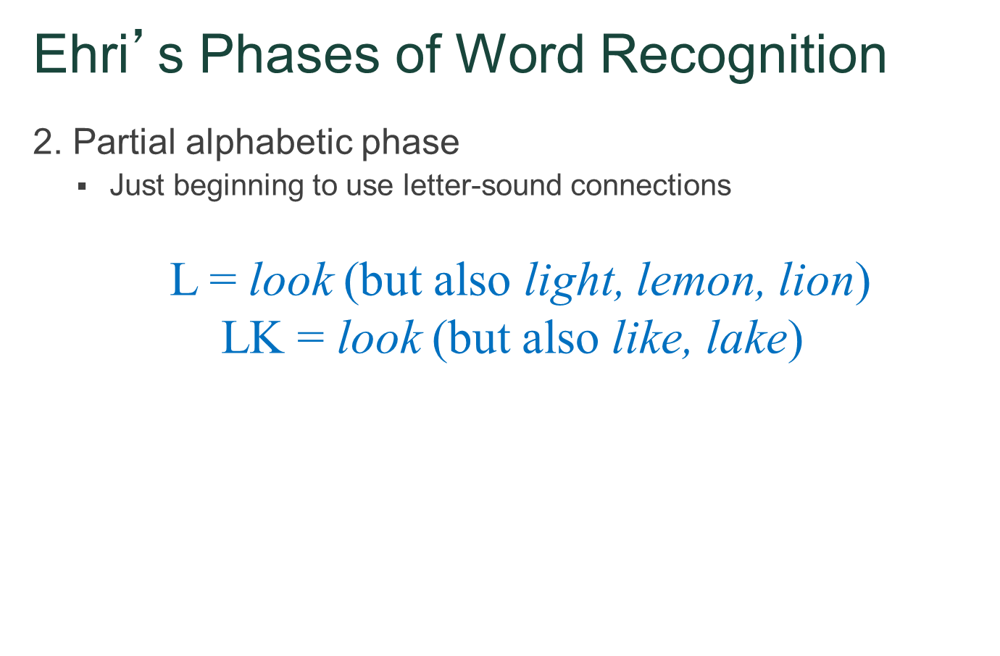 Ehri’s Phases of Word Recognition
2. Partial alphabetic phase
▪ Just beginning to use letter-sound connections
L = look (but also light, lemon, lion)
LK = look (but also like, lake)